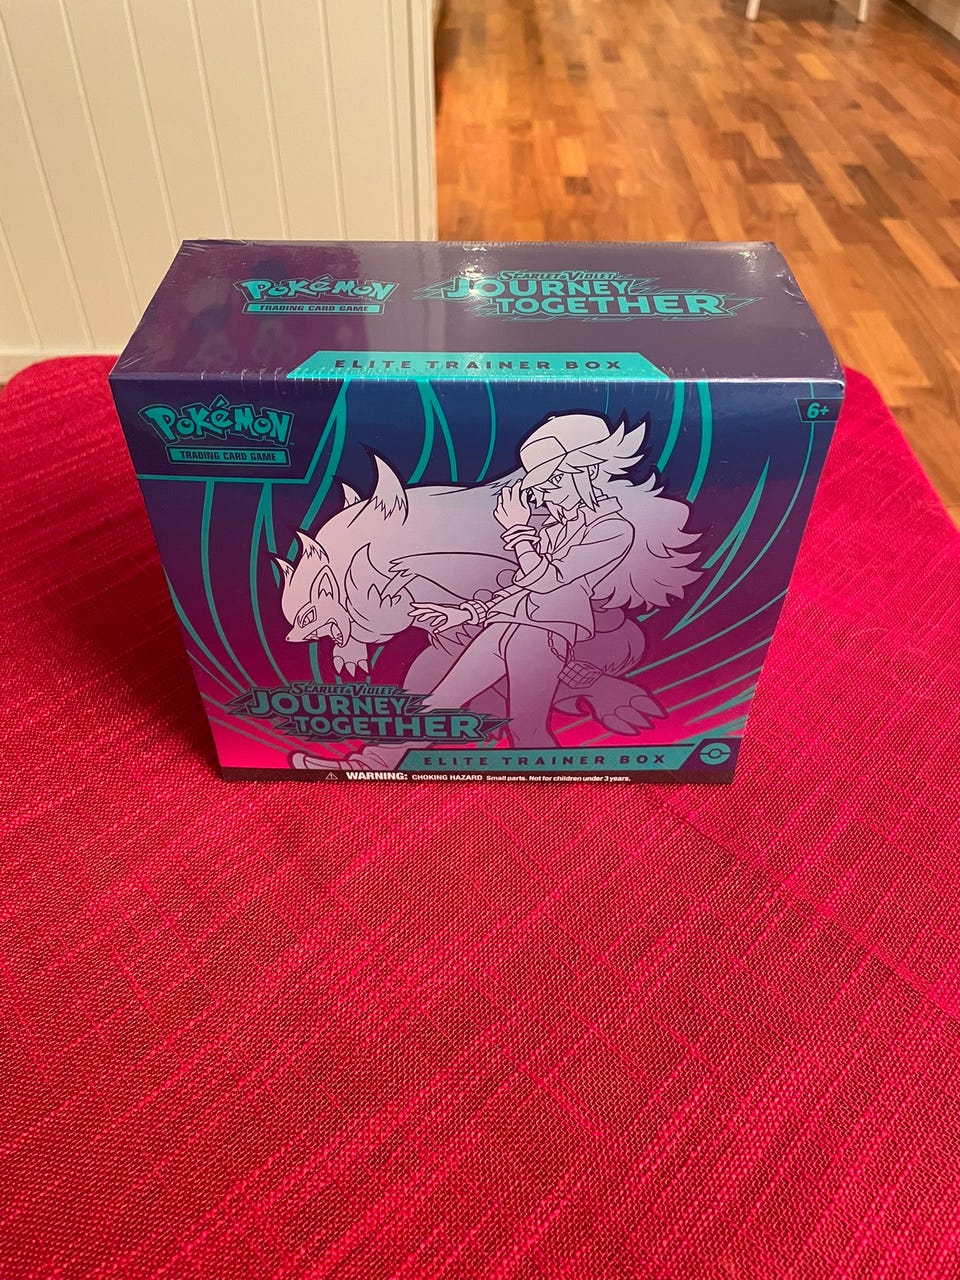 POKéMON
TRADING CARD GAME
SCARLET & VIOLET
JOURNEY
TOGETHER
ELITE TRAINER BOX
POKéMON
TRADING CARD GAME
6+
SCARLET & VIOLET
JOURNEY
TOGETHER
ELITE TRAINER BOX
WARNING: CHOKING HAZARD Small parts. Not for children under 3 years.